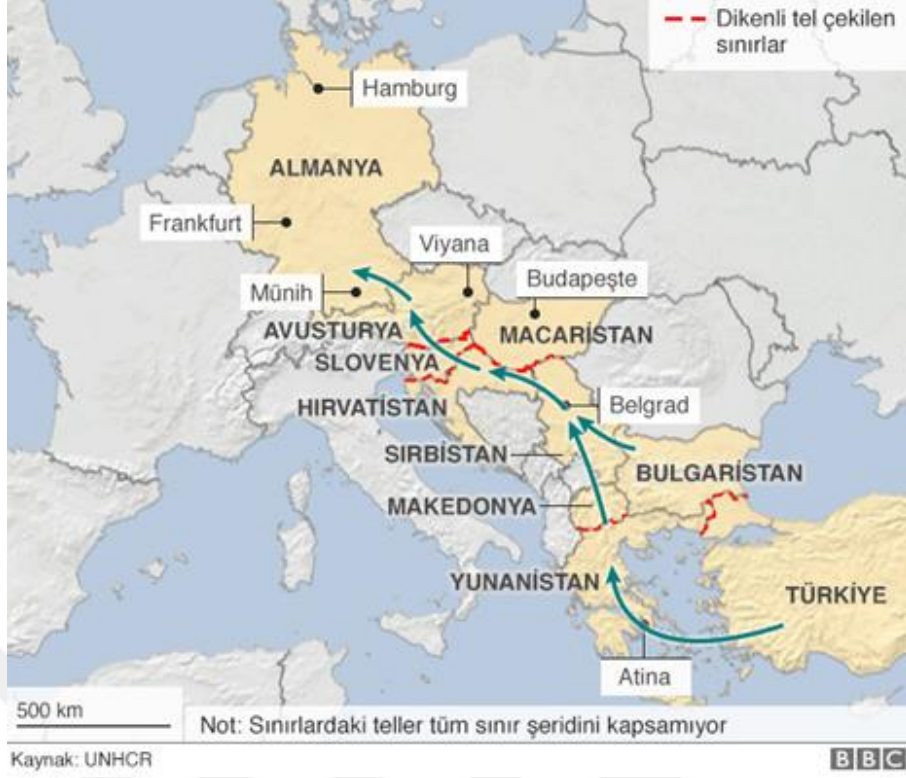 Dikenli tel çekilen
sınırlar
Hamburg
ALMANYA
Frankfurt
Viyana
Budapeşte
Münih
AVUSTURYA
MACARİSTAN
SLOVENYA
HIRVATİSTAN
Belgrad
SIRBİSTAN
BULGARİSTAN
MAKEDONYA
YUNANİSTAN
TÜRKİYE
Atina
500 km
Not: Sınırlardaki teller tüm sınır şeridini kapsamıyor
Kaynak: UNHCR
BBC